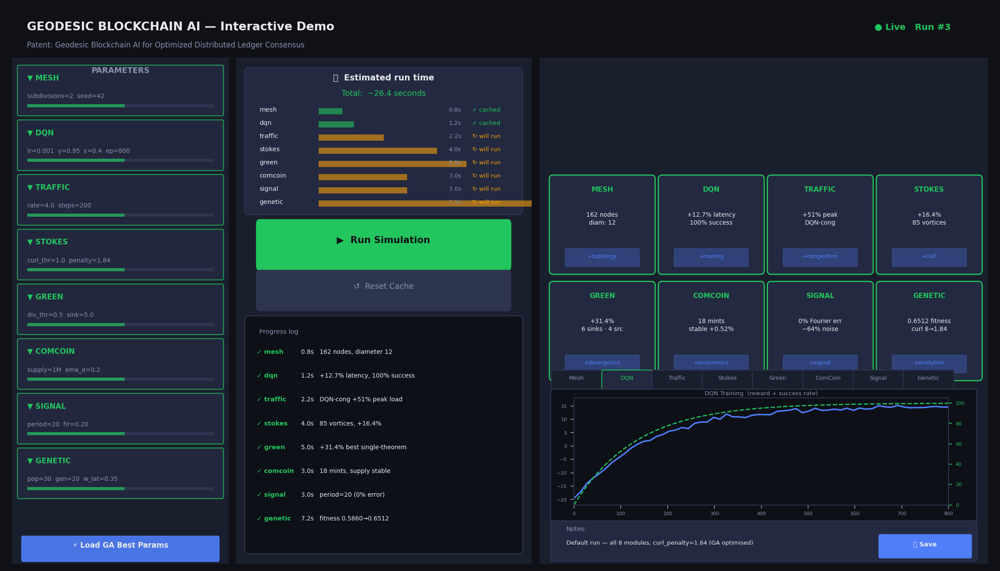 GEODESIC BLOCKCHAIN AI — Interactive Demo
● Live Run #3
Patent: Geodesic Blockchain AI for Optimized Distributed Ledger Consensus
PARAMETERS
▼ MESH
subdivisions=2 seed=42
▼ DQN
lr=0.001 γ=0.95 ε=0.4 ep=800
▼ TRAFFIC
rate=4.0 steps=200
▼ STOKES
curl_thr=1.0 penalty=1.84
▼ GREEN
div_thr=0.5 sink=5.0
▼ COMCOIN
supply=1M ema_α=0.2
▼ SIGNAL
period=20 fir=0.20
▼ GENETIC
pop=30 gen=20 w_lat=0.35
⚡ Load GA Best Params
Estimated run time
Total: ~26.4 seconds
mesh 0.8s ✓ cached
dqn 1.2s ✓ cached
traffic 2.2s ↻ will run
stokes 4.0s ↻ will run
green 5.0s ↻ will run
comcoin 3.0s ↻ will run
signal 3.0s ↻ will run
genetic 7.2s ↻ will run
▶ Run Simulation
↺ Reset Cache
Progress log
✓ mesh 0.8s 162 nodes, diameter 12
✓ dqn 1.2s +12.7% latency, 100% success
✓ traffic 2.2s DQN-cong +51% peak load
✓ stokes 4.0s 85 vortices, +16.4%
✓ green 5.0s +31.4% best single-theorem
✓ comcoin 3.0s 18 mints, supply stable
✓ signal 3.0s period=20 (0% error)
✓ genetic 7.2s fitness 0.5860→0.6512
MESH
162 nodes
diam: 12
+topology
DQN
+12.7% latency
100% success
+routing
TRAFFIC
+51% peak
DQN-cong
+congestion
STOKES
+16.4%
85 vortices
+curl
GREEN
+31.4%
6 sinks · 4 src
+divergence
COMCOIN
18 mints
stable +0.52%
+economics
SIGNAL
0% Fourier err
−64% noise
+signal
GENETIC
0.6512 fitness
curl 8→1.84
+evolution
Mesh DQN Traffic Stokes Green ComCoin Signal Genetic
DQN Training (reward + success rate)
15
10
5
0
−5
−10
−15
−20
100
80
60
40
20
0
0 100 200 300 400 500 600 700 800
Notes:
Default run — all 8 modules, curl_penalty=1.84 (GA optimised)
Save